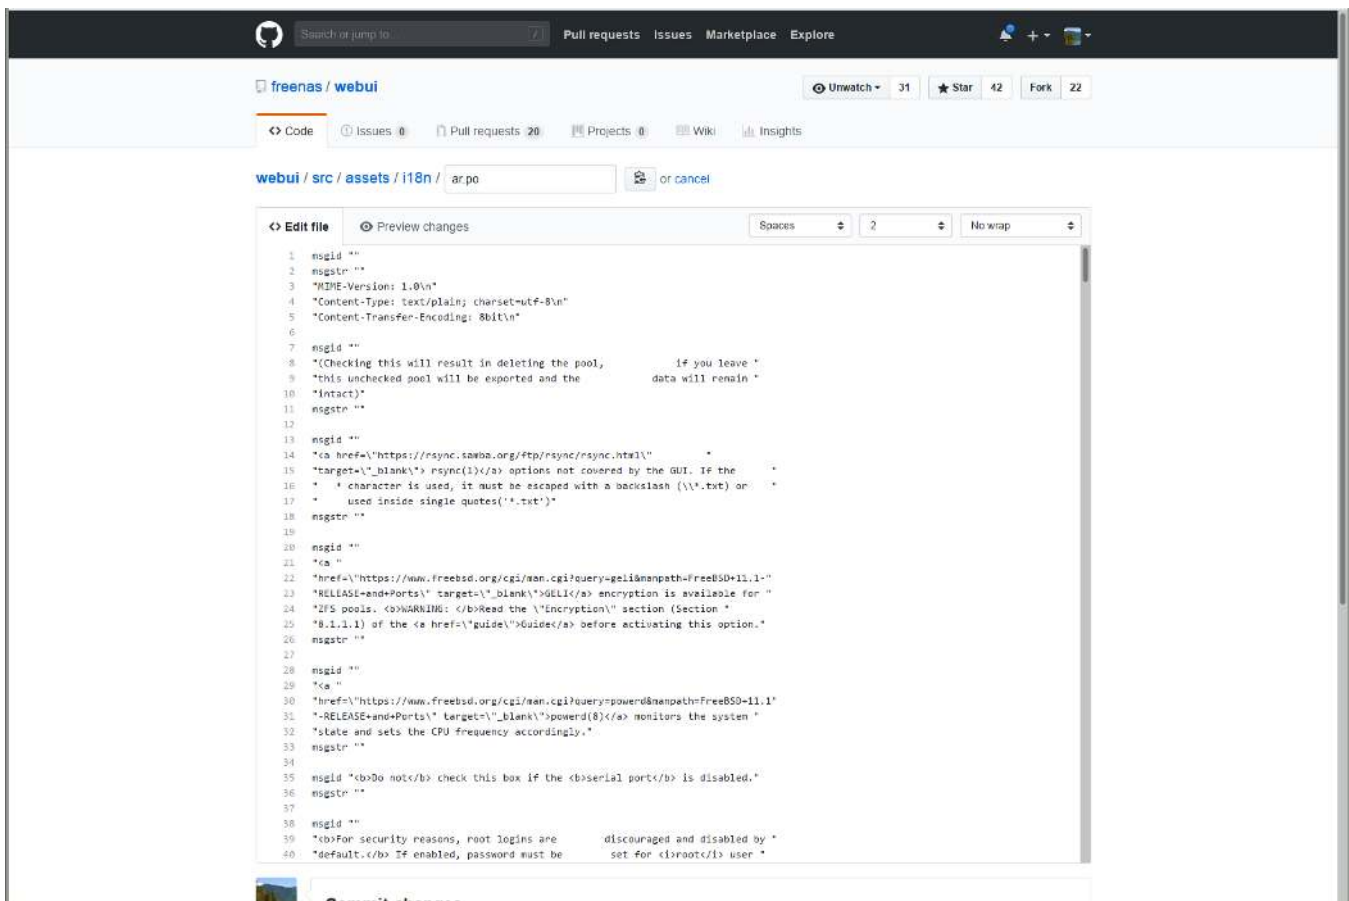 Search or jump to...
/
Pull requests Issues Marketplace Explore
freenas / webui
Unwatch 31 Star 42 Fork 22
<> Code Issues 0 Pull requests 20 Projects 0 Wiki Insights
webui / src / assets / i18n / ar.po or cancel
<> Edit file Preview changes Spaces 2 No wrap
1 msgid ""
2 msgstr ""
3 "MIME-Version: 1.0\n"
4 "Content-Type: text/plain; charset=utf-8\n"
5 "Content-Transfer-Encoding: 8bit\n"
6
7 msgid ""
8 "(Checking this will result in deleting the pool, if you leave "
9 "this unchecked pool will be exported and the data will remain "
10 "intact)"
11 msgstr ""
12
13 msgid ""
14 "<a href=\"https://rsync.samba.org/ftp/rsync/rsync.html\" "
15 "target=\"_blank\"> rsync(1)</a> options not covered by the GUI. If the "
16 " * character is used, it must be escaped with a backslash (\\*.txt) or "
17 " used inside single quotes('*.txt')"
18 msgstr ""
19
20 msgid ""
21 "<a "
22 "href=\"https://www.freebsd.org/cgi/man.cgi?query=geli&manpath=FreeBSD+11.1-"
23 "RELEASE+and+Ports\" target=\"_blank\">GELI</a> encryption is available for "
24 "ZFS pools. <b>WARNING: </b>Read the \"Encryption\" section (Section "
25 "8.1.1.1) of the <a href=\"guide\">Guide</a> before activating this option."
26 msgstr ""
27
28 msgid ""
29 "<a "
30 "href=\"https://www.freebsd.org/cgi/man.cgi?query=powerd&manpath=FreeBSD+11.1"
31 "-RELEASE+and+Ports\" target=\"_blank\">powerd(8)</a> monitors the system "
32 "state and sets the CPU frequency accordingly."
33 msgstr ""
34
35 msgid "<b>Do not</b> check this box if the <b>serial port</b> is disabled."
36 msgstr ""
37
38 msgid ""
39 "<b>For security reasons, root logins are discouraged and disabled by "
40 "default.</b> If enabled, password must be set for <i>root</i> user "
Commit changes